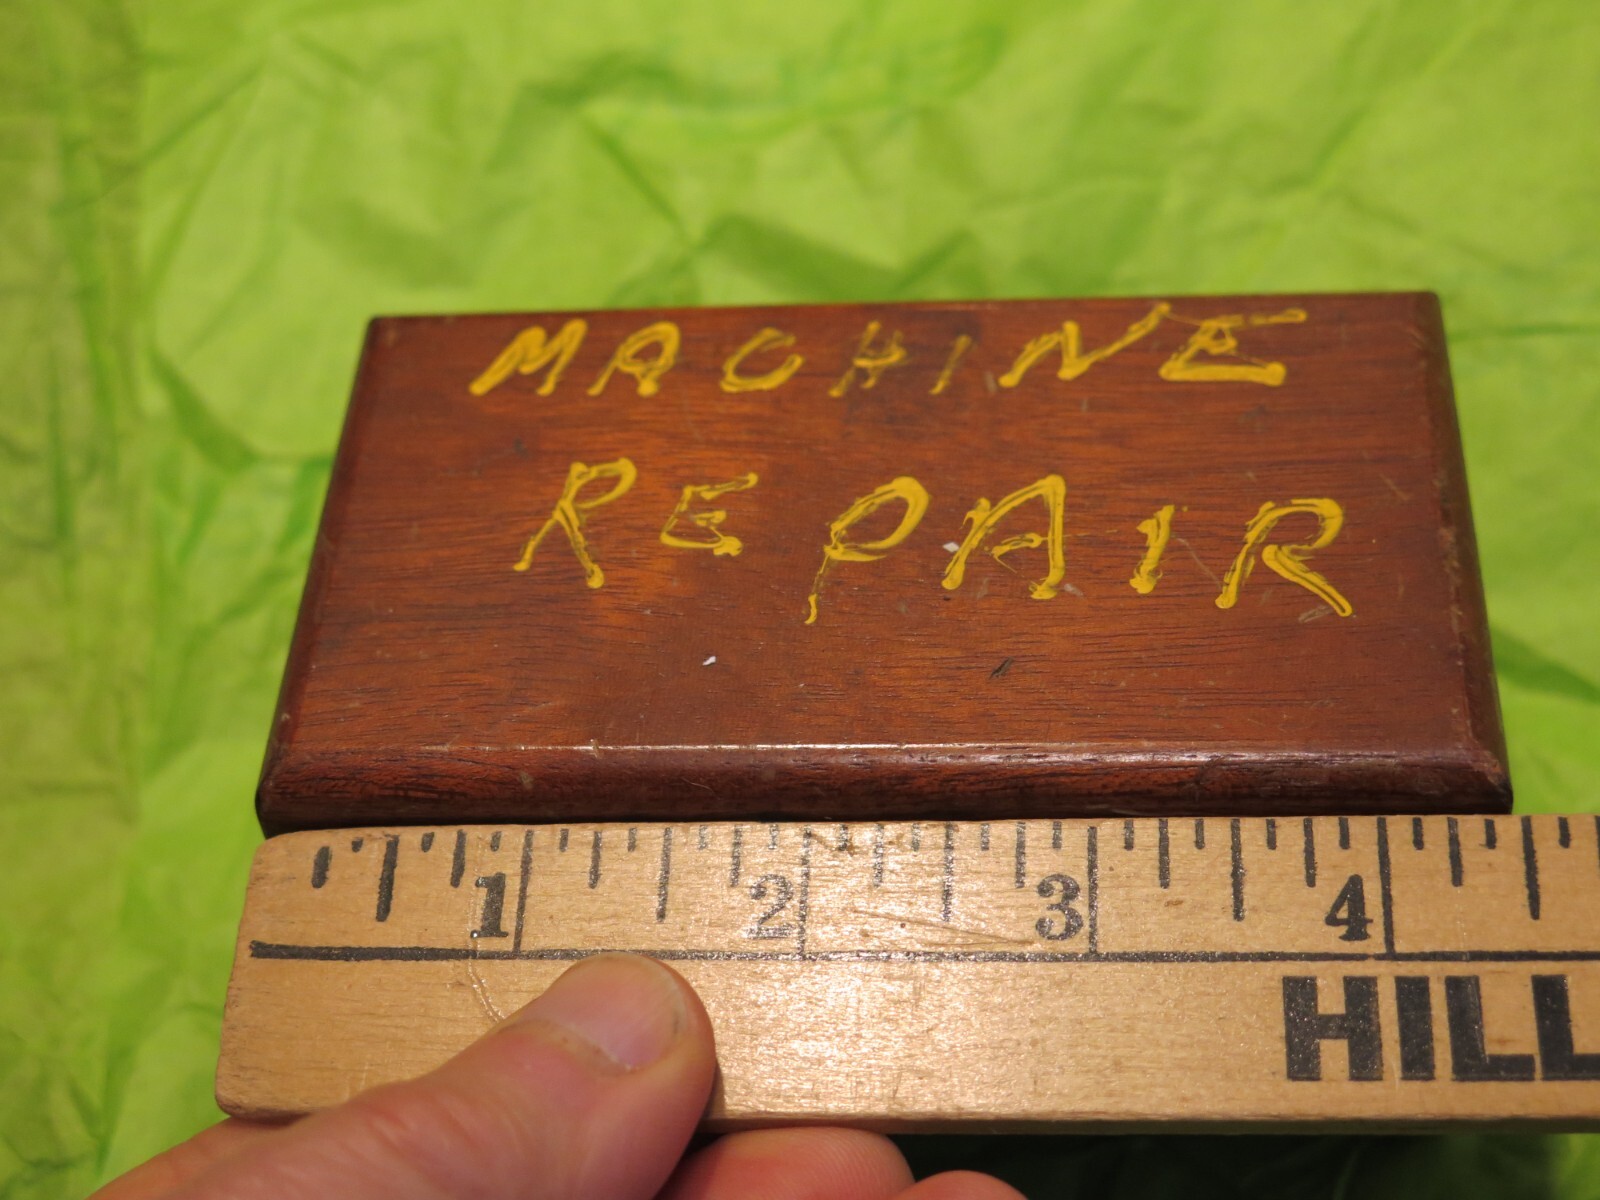 MACHINE
REPAIR
1 2 3 4
HILL